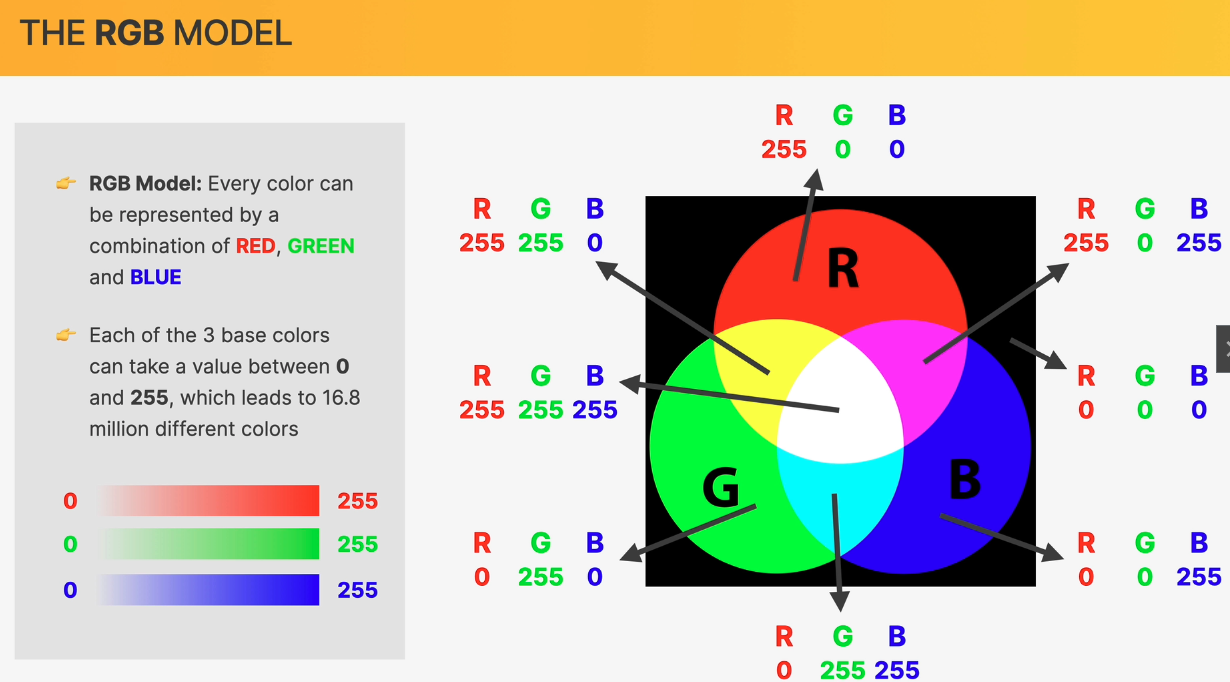 THE RGB MODEL
👉 RGB Model: Every color can
be represented by a
combination of RED, GREEN
and BLUE
👉 Each of the 3 base colors
can take a value between 0
and 255, which leads to 16.8
million different colors
0 255
0 255
0 255
R G B
255 0 0
R G B
255 255 0
R G B
255 0 255
R G B
255 255 255
R G B
0 0 0
R G B
0 255 0
R G B
0 0 255
R G B
0 255 255
R
G
B